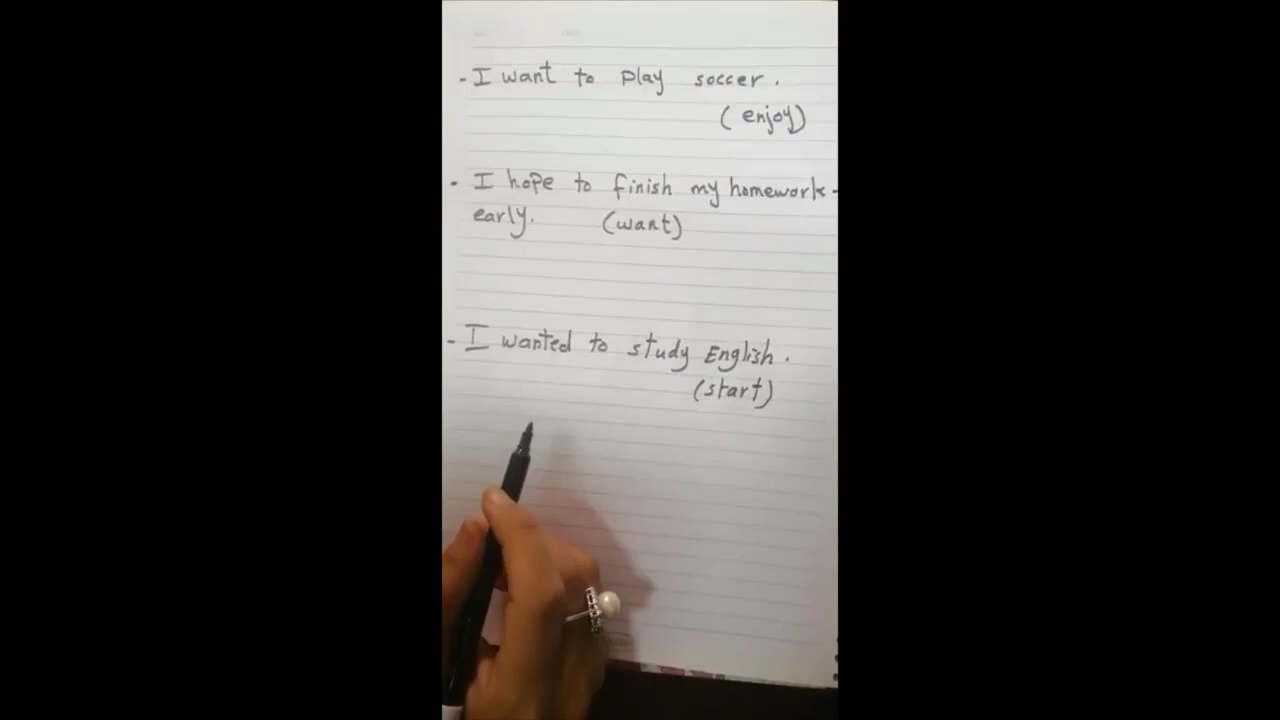 - I want to play soccer.
(enjoy)
- I hope to finish my homework-
early. (want)
- I wanted to study English.
(start)